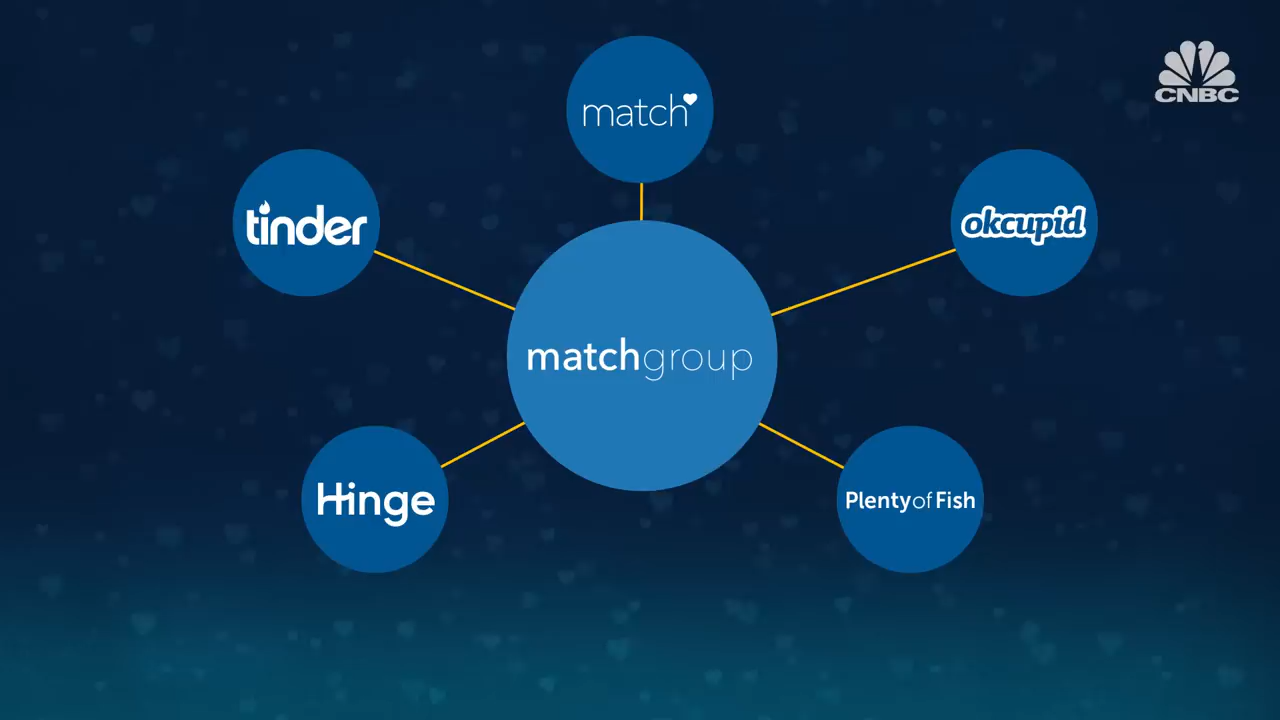 match
CNBC
tinder
okcupid
matchgroup
Hinge
PlentyofFish